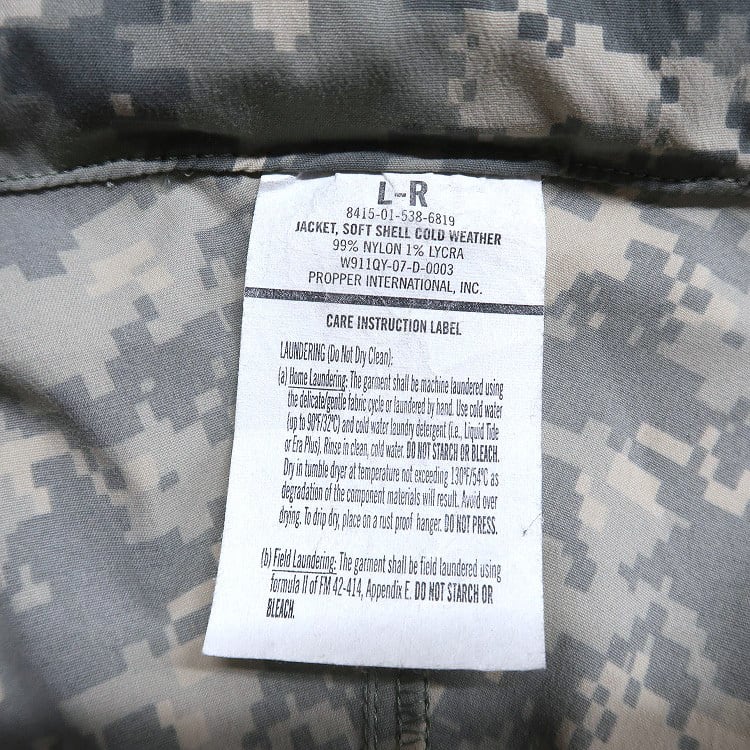 L-R
8415-01-538-6819
JACKET, SOFT SHELL COLD WEATHER
99% NYLON 1% LYCRA
W911QY-07-D-0003
PROPPER INTERNATIONAL, INC.
CARE INSTRUCTION LABEL
LAUNDERING (Do Not Dry Clean):
(a) Home Laundering: The garment shall be machine laundered using
the delicate/gentle fabric cycle or laundered by hand. Use cold water
(up to 90°F/32°C) and cold water laundry detergent (i.e., Liquid Tide
or Era Plus). Rinse in clean, cold water. DO NOT STARCH OR BLEACH.
Dry in tumble dryer at temperature not exceeding 130°F/54°C as
degradation of the component materials will result. Avoid over
drying. To drip dry, place on a rust proof hanger. DO NOT PRESS.
(b) Field Laundering: The garment shall be field laundered using
formula II of FM 42-414, Appendix E. DO NOT STARCH OR
BLEACH.